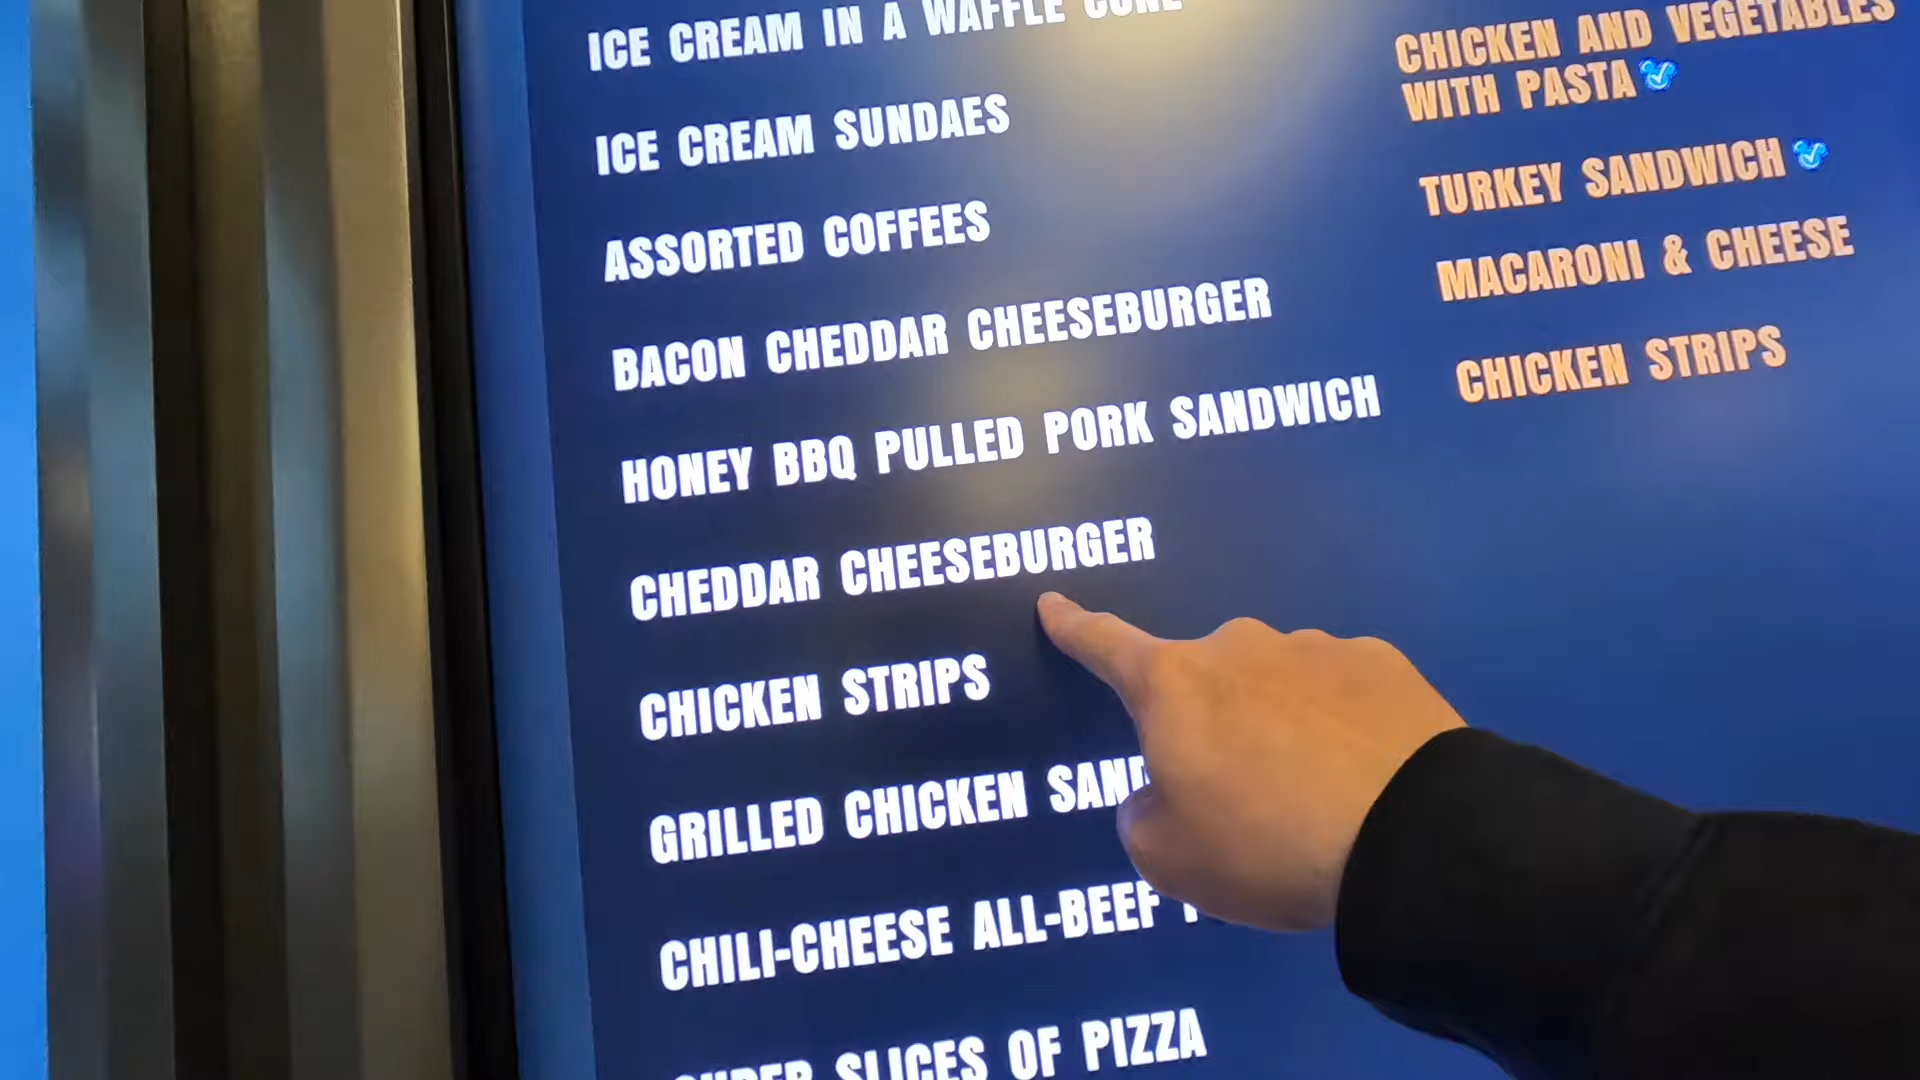 ICE CREAM IN A WAFFLE CONE
ICE CREAM SUNDAES
ASSORTED COFFEES
BACON CHEDDAR CHEESEBURGER
HONEY BBQ PULLED PORK SANDWICH
CHEDDAR CHEESEBURGER
CHICKEN STRIPS
GRILLED CHICKEN
CHILI-CHEESE ALL-BEEF
SLICES OF PIZZA
CHICKEN AND VEGETABLES
WITH PASTA
TURKEY SANDWICH
MACARONI & CHEESE
CHICKEN STRIPS